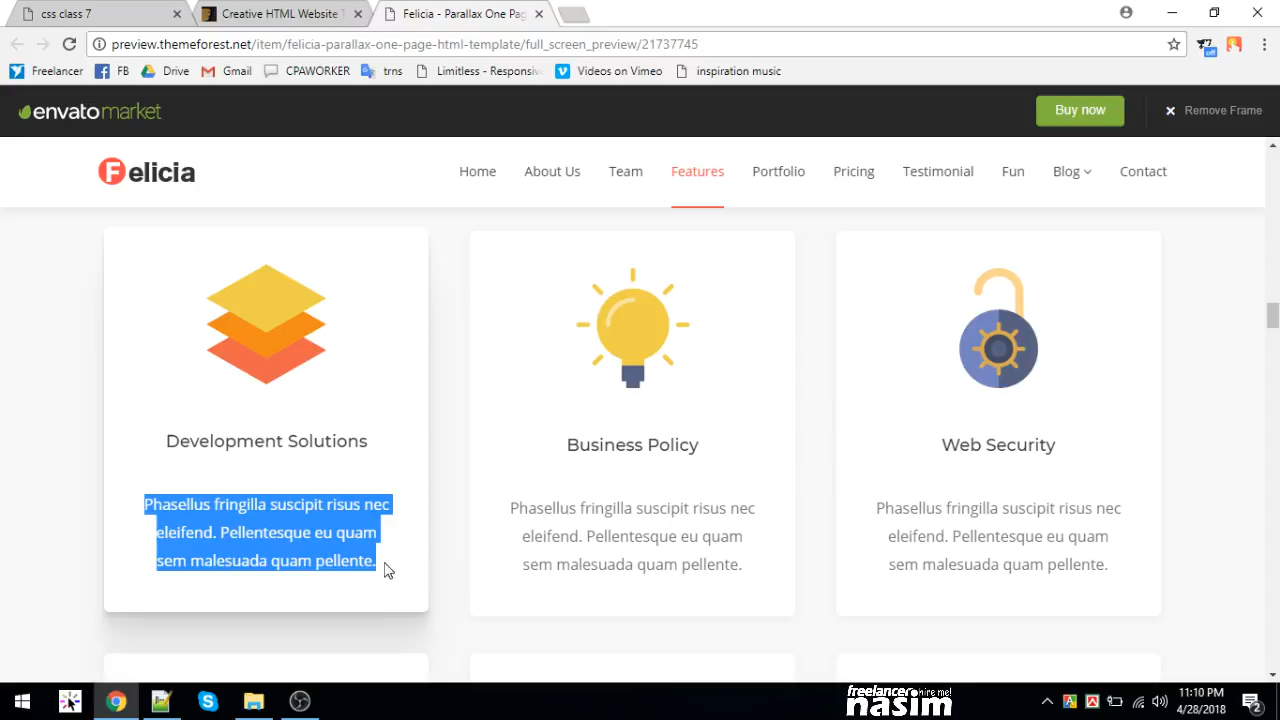 css class 7
Creative HTML Website T
Felicia - Parallax One Pag
preview.themeforest.net/item/felicia-parallax-one-page-html-template/full_screen_preview/21737745
off
Freelancer FB Drive Gmail CPAWORKER trns Limitless - Responsiv Videos on Vimeo inspiration music
envatomarket
Buy now
Remove Frame
Felicia
Home About Us Team Features Portfolio Pricing Testimonial Fun Blog Contact
Development Solutions
Phasellus fringilla suscipit risus nec
eleifend. Pellentesque eu quam
sem malesuada quam pellente.
Business Policy
Phasellus fringilla suscipit risus nec
eleifend. Pellentesque eu quam
sem malesuada quam pellente.
Web Security
Phasellus fringilla suscipit risus nec
eleifend. Pellentesque eu quam
sem malesuada quam pellente.
freelancer hire me!
nasim
11:10 PM
4/28/2018
2